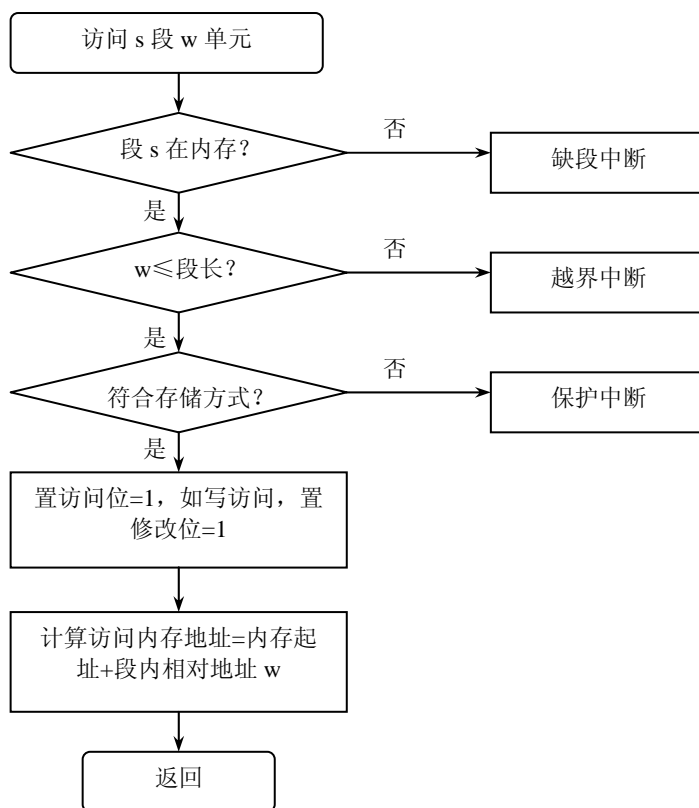 访问 s 段 w 单元
否
段 s 在内存？
缺段中断
是
否
w≤段长？
越界中断
是
否
符合存储方式？
保护中断
是
置访问位=1，如写访问，置
修改位=1
计算访问内存地址=内存起
址+段内相对地址 w
返回